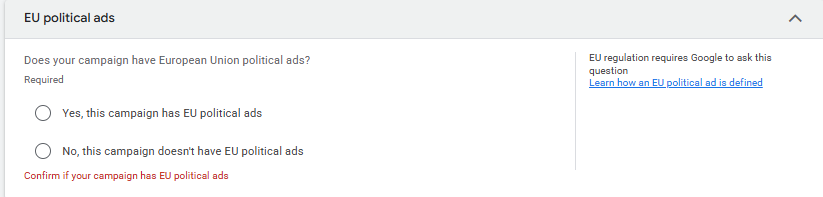 EU political ads
Does your campaign have European Union political ads?
Required
Yes, this campaign has EU political ads
No, this campaign doesn't have EU political ads
Confirm if your campaign has EU political ads
EU regulation requires Google to ask this
question
Learn how an EU political ad is defined